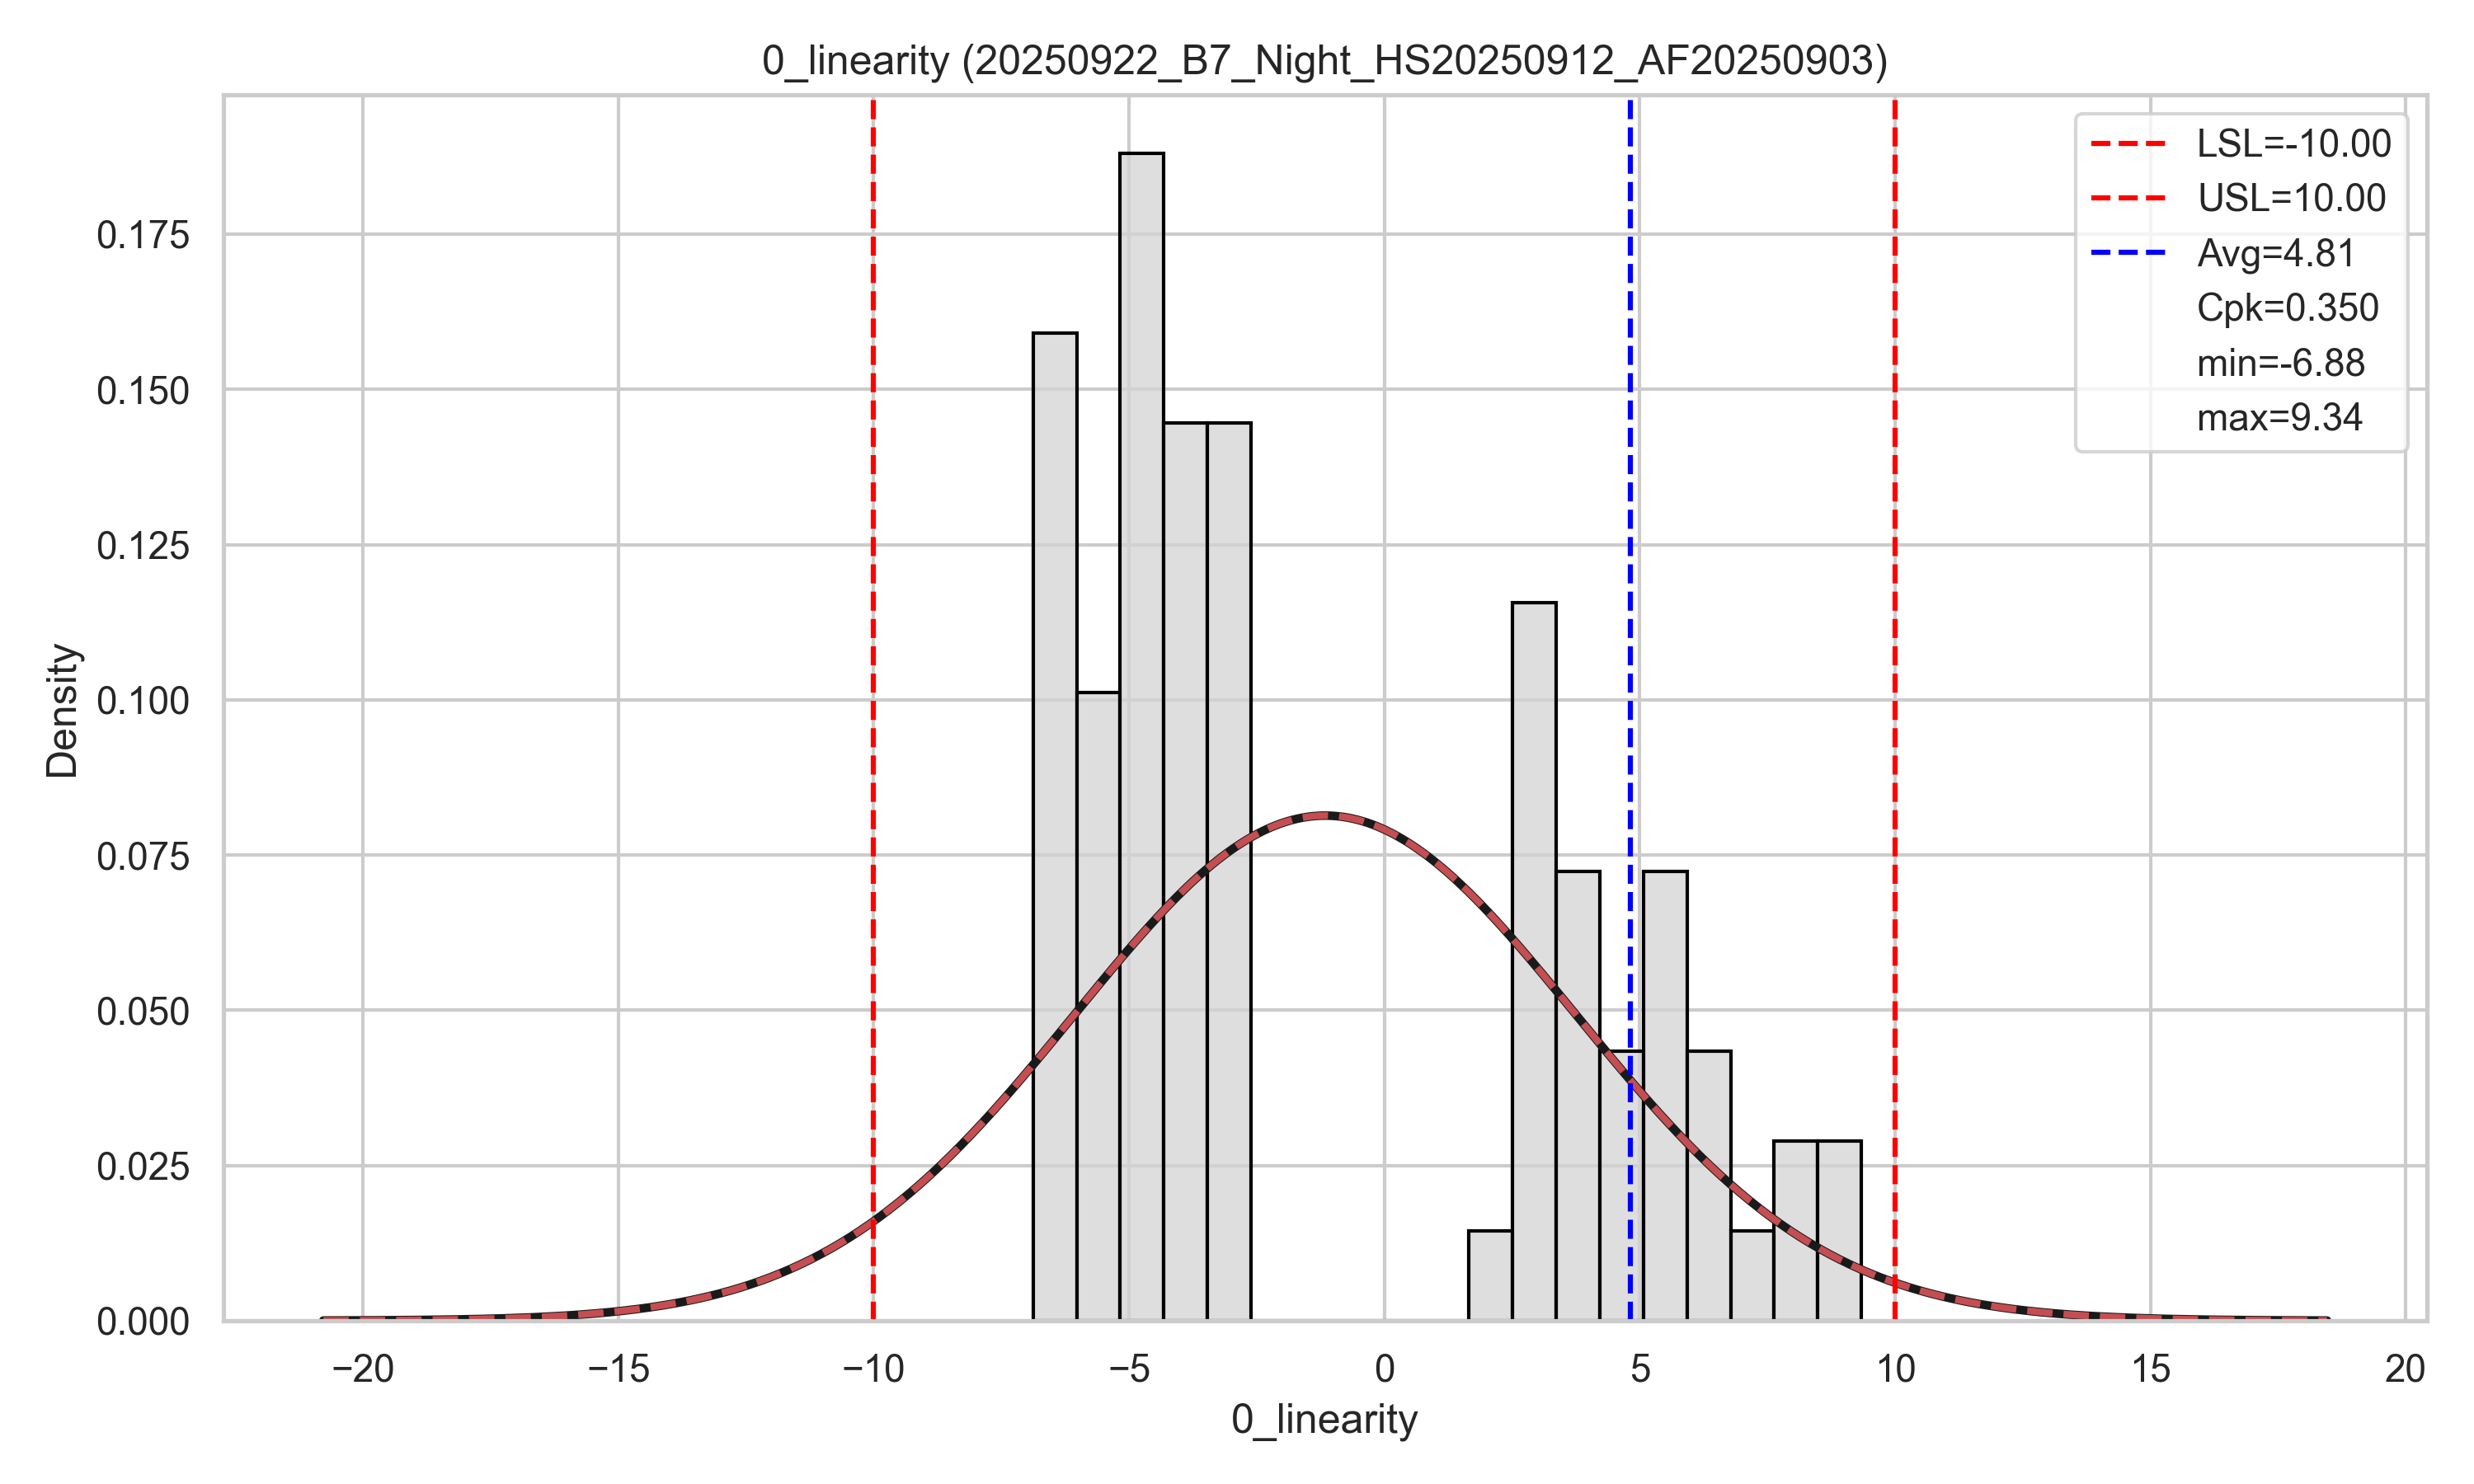 0_linearity (20250922_B7_Night_HS20250912_AF20250903)
LSL=-10.00
USL=10.00
Avg=4.81
Cpk=0.350
min=-6.88
max=9.34
Density
0.175
0.150
0.125
0.100
0.075
0.050
0.025
0.000
−20
−15
−10
−5
0
5
10
15
20
0_linearity